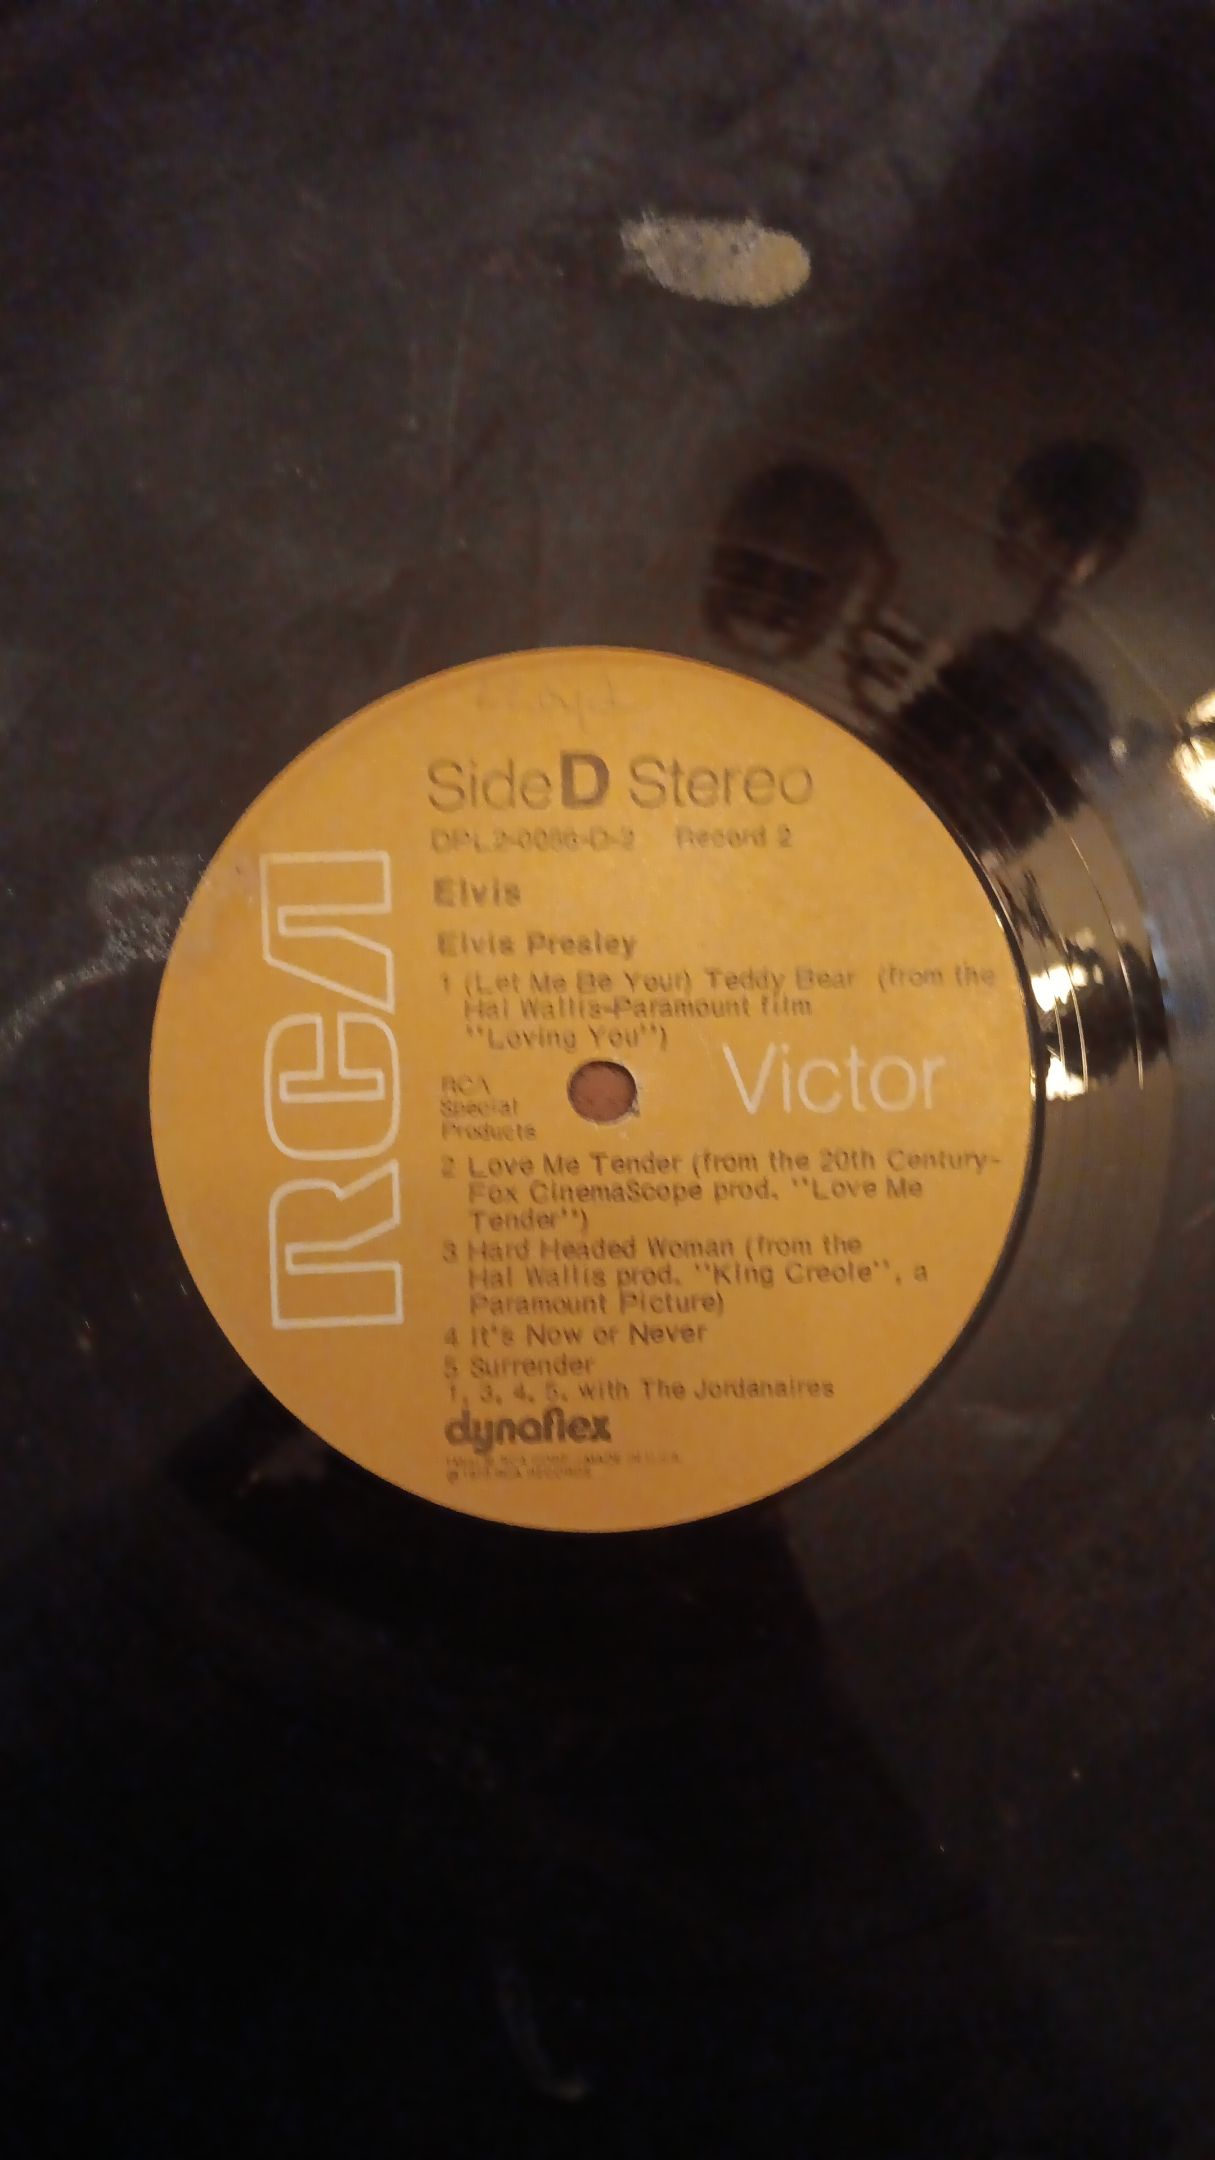 Side D Stereo
DPL2-0056-D-2 Record 2
Elvis
Elvis Presley
1 (Let Me Be Your) Teddy Bear (from the
Hal Wallis-Paramount film
"Loving You")
RCA
Special
Products
Victor
RCA
2 Love Me Tender (from the 20th Century-
Fox CinemaScope prod. "Love Me
Tender")
3 Hard Headed Woman (from the
Hal Wallis prod. "King Creole", a
Paramount Picture)
4 It's Now or Never
5 Surrender
1, 3, 4, 5, with The Jordanaires
dynaflex